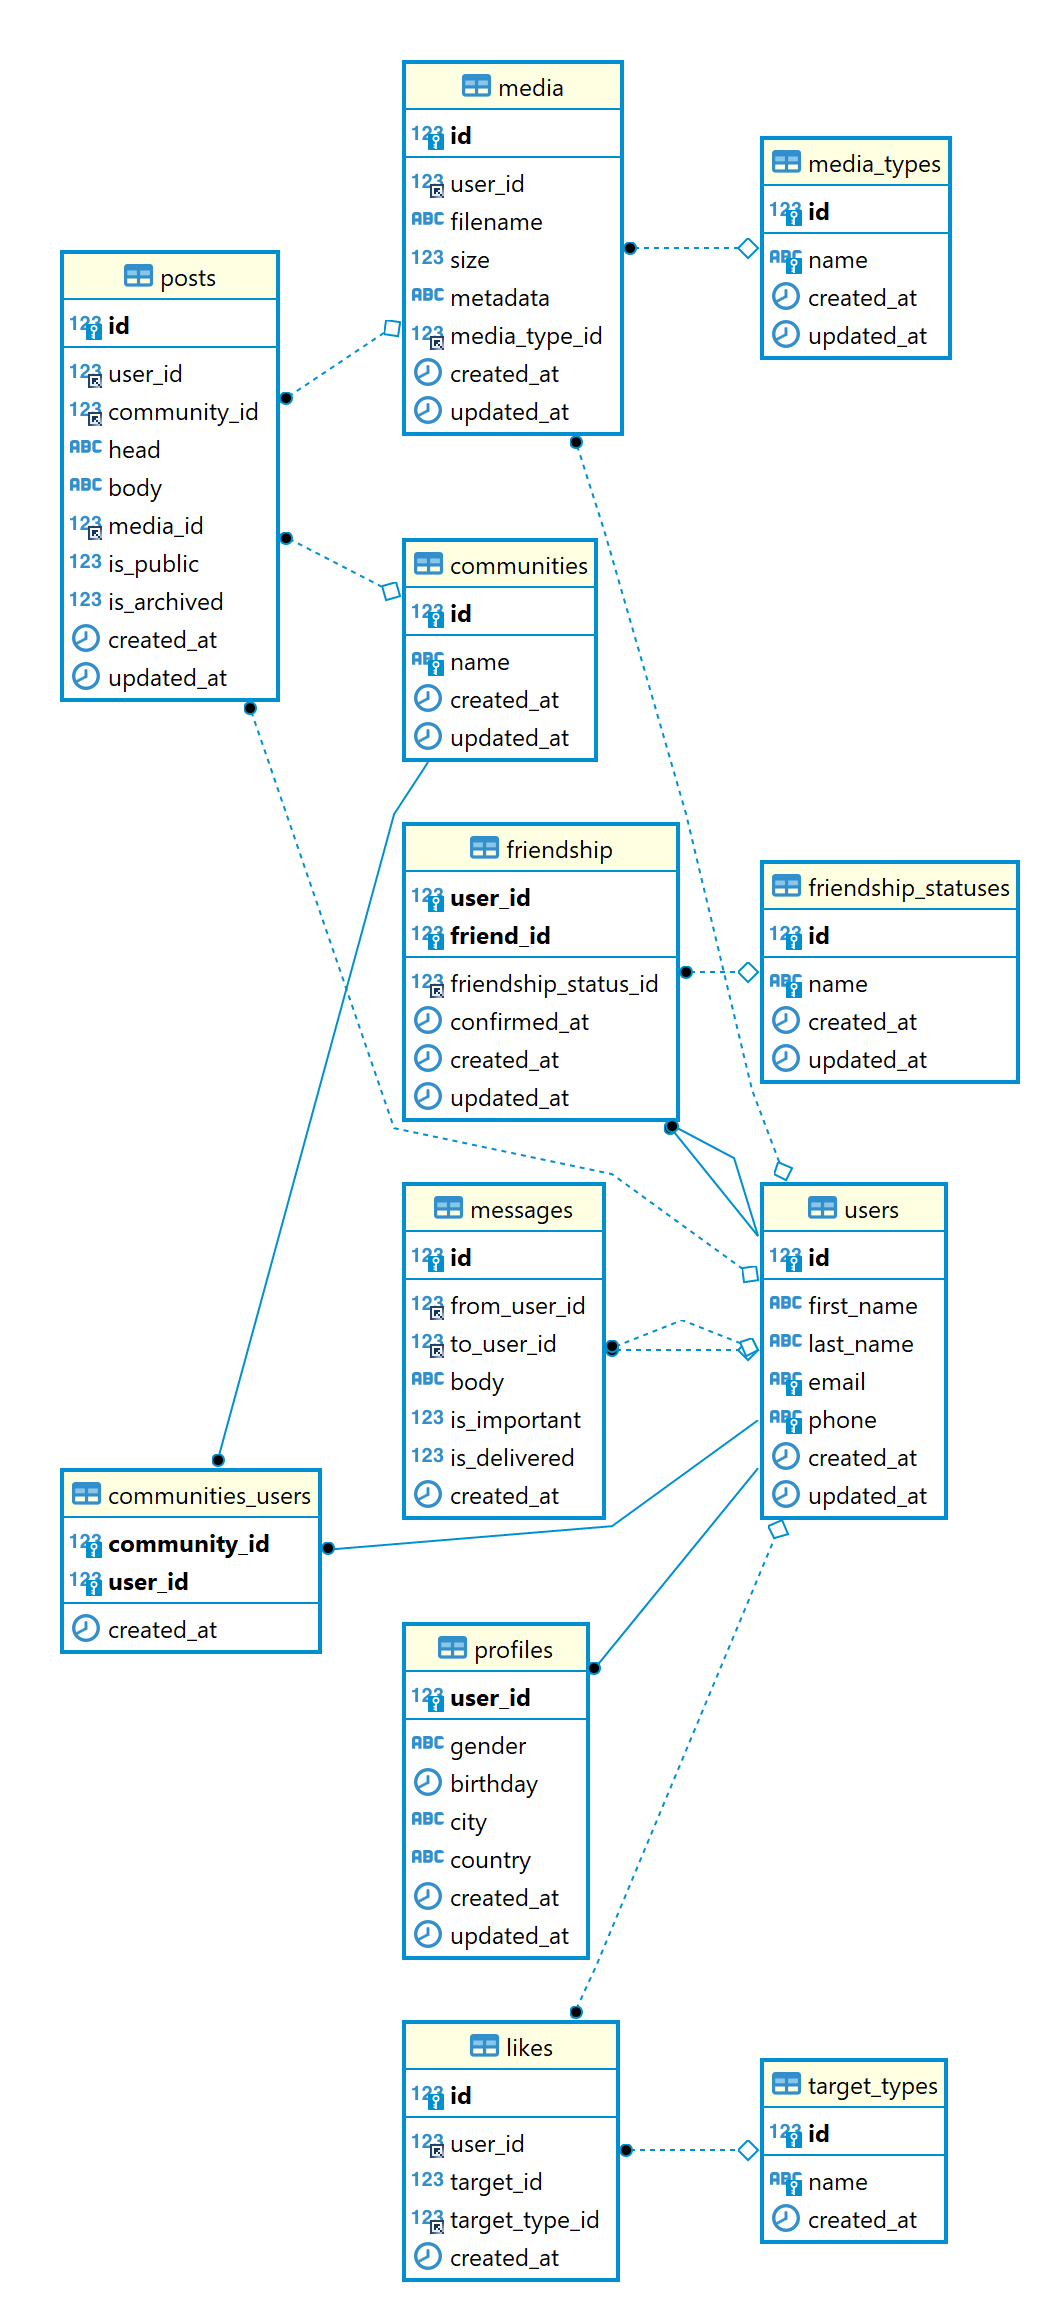 media
123 id
123 user_id
ABC filename
123 size
ABC metadata
123 media_type_id
created_at
updated_at
media_types
123 id
ABC name
created_at
updated_at
posts
123 id
123 user_id
123 community_id
ABC head
ABC body
123 media_id
123 is_public
123 is_archived
created_at
updated_at
communities
123 id
ABC name
created_at
updated_at
friendship
123 user_id
123 friend_id
123 friendship_status_id
confirmed_at
created_at
updated_at
friendship_statuses
123 id
ABC name
created_at
updated_at
messages
123 id
123 from_user_id
123 to_user_id
ABC body
123 is_important
123 is_delivered
created_at
users
123 id
ABC first_name
ABC last_name
ABC email
ABC phone
created_at
updated_at
communities_users
123 community_id
123 user_id
created_at
profiles
123 user_id
ABC gender
birthday
ABC city
ABC country
created_at
updated_at
likes
123 id
123 user_id
123 target_id
123 target_type_id
created_at
target_types
123 id
ABC name
created_at